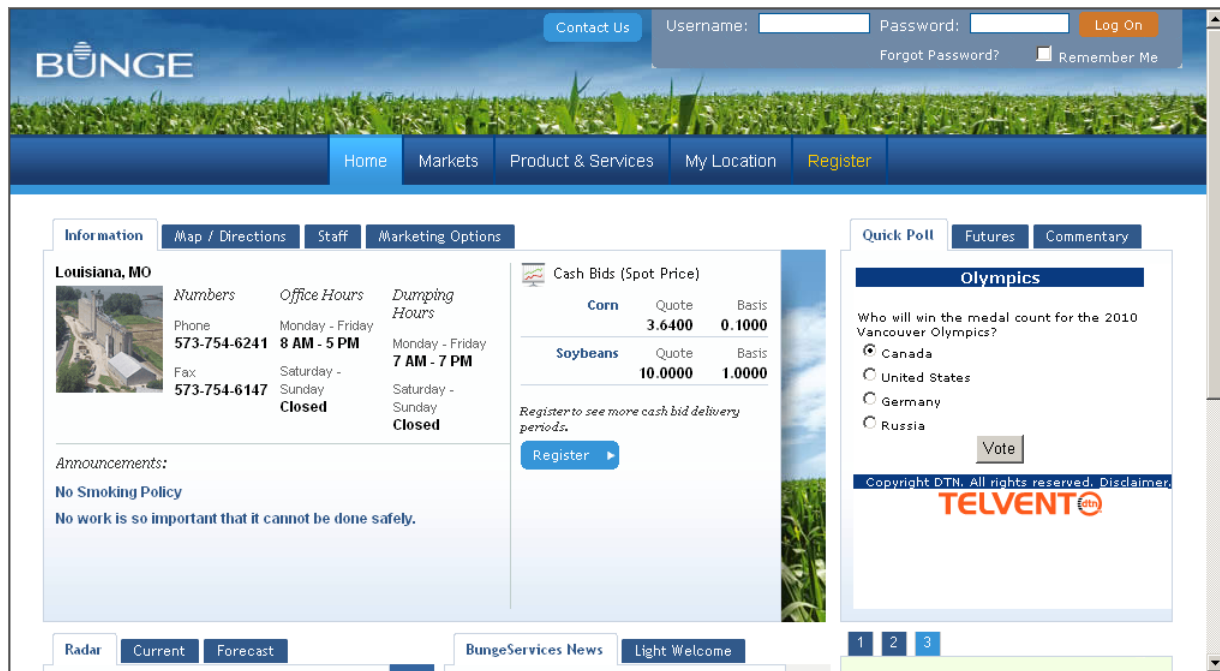 Contact Us
Username:
Password:
Log On
Forgot Password?
Remember Me
BUNGE
Home
Markets
Product & Services
My Location
Register
Information
Map / Directions
Staff
Marketing Options
Louisiana, MO
Numbers
Phone
573-754-6241
Fax
573-754-6147
Office Hours
Monday - Friday
8 AM - 5 PM
Saturday -
Sunday
Closed
Dumping
Hours
Monday - Friday
7 AM - 7 PM
Saturday -
Sunday
Closed
Announcements:
No Smoking Policy
No work is so important that it cannot be done safely.
Cash Bids (Spot Price)
Corn Quote Basis
3.6400 0.1000
Soybeans Quote Basis
10.0000 1.0000
Register to see more cash bid delivery
periods.
Register
Quick Poll
Futures
Commentary
Olympics
Who will win the medal count for the 2010
Vancouver Olympics?
Canada
United States
Germany
Russia
Vote
Copyright DTN. All rights reserved. Disclaimer.
TELVENT dtn
Radar
Current
Forecast
BungeServices News
Light Welcome
1 2 3